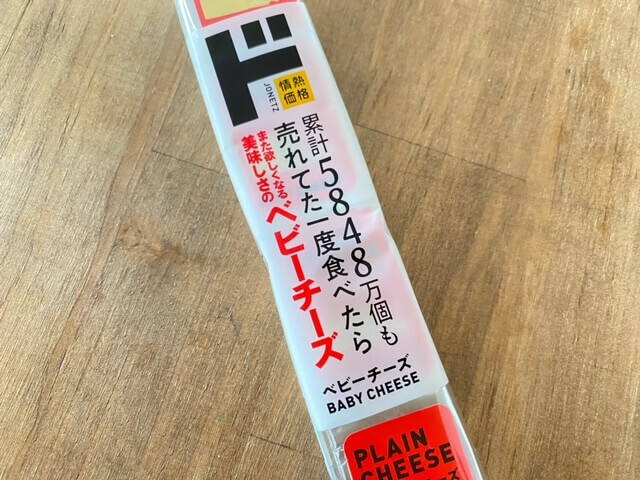 ド
JONETZ
情熱
価格
累計5848万個も
売れてた一度食べたら
また欲しくなる
美味しさの
ベビーチーズ
ベビーチーズ
BABY CHEESE
PLAIN
CHEESE